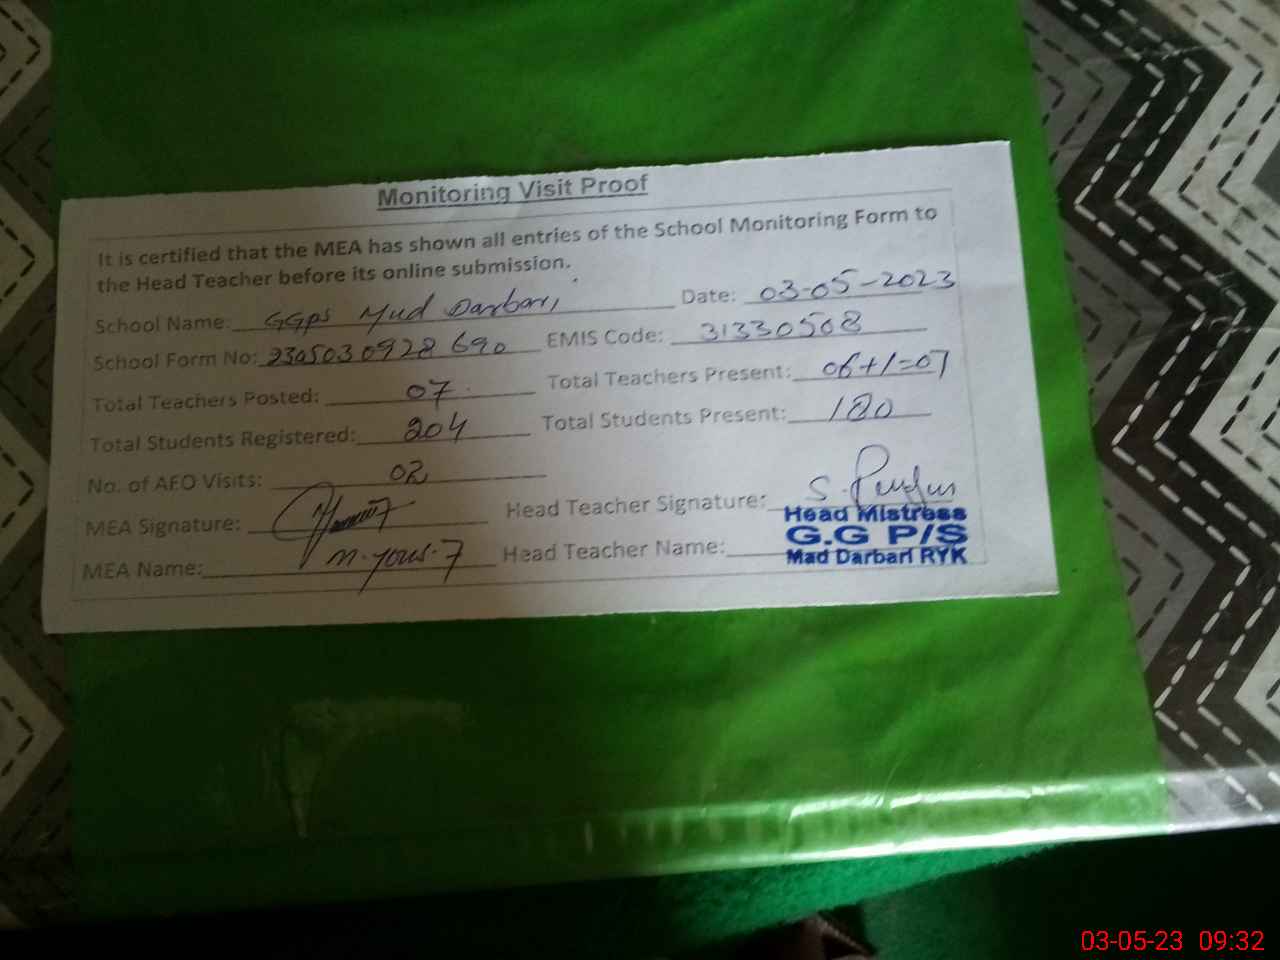 Monitoring Visit Proof
It is certified that the MEA has shown all entries of the School Monitoring Form to
the Head Teacher before its online submission.
School Name: GGPS Mud Darbari Date: 03-05-2023
School Form No: 2305030928690 EMIS Code: 31330508
Total Teachers Posted: 07 Total Teachers Present: 06+1=07
Total Students Registered: 204 Total Students Present: 180
No. of AEO Visits: 02
MEA Signature: Head Teacher Signature:
Head Mistress
G.G P/S
MEA Name: Head Teacher Name: Mad Darbari RYK
03-05-23 09:32